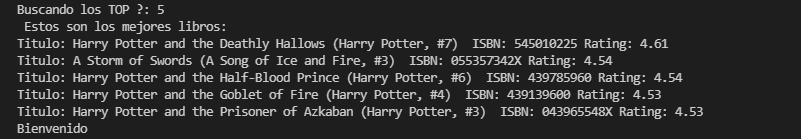 Buscando los TOP ?: 5
Estos son los mejores libros:
Titulo: Harry Potter and the Deathly Hallows (Harry Potter, #7)  ISBN: 545010225 Rating: 4.61
Titulo: A Storm of Swords (A Song of Ice and Fire, #3)  ISBN: 055357342X Rating: 4.54
Titulo: Harry Potter and the Half-Blood Prince (Harry Potter, #6)  ISBN: 439785960 Rating: 4.54
Titulo: Harry Potter and the Goblet of Fire (Harry Potter, #4)  ISBN: 439139600 Rating: 4.53
Titulo: Harry Potter and the Prisoner of Azkaban (Harry Potter, #3)  ISBN: 043965548X Rating: 4.53
Bienvenido